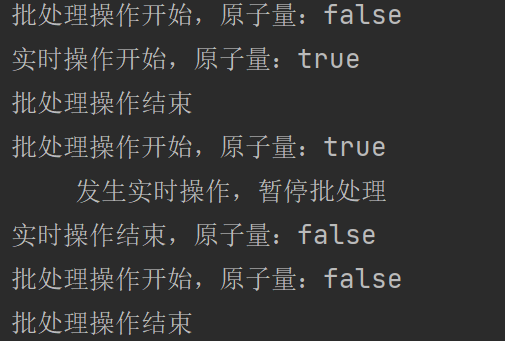 批处理操作开始，原子量：false
实时操作开始，原子量：true
批处理操作结束
批处理操作开始，原子量：true
发生实时操作，暂停批处理
实时操作结束，原子量：false
批处理操作开始，原子量：false
批处理操作结束